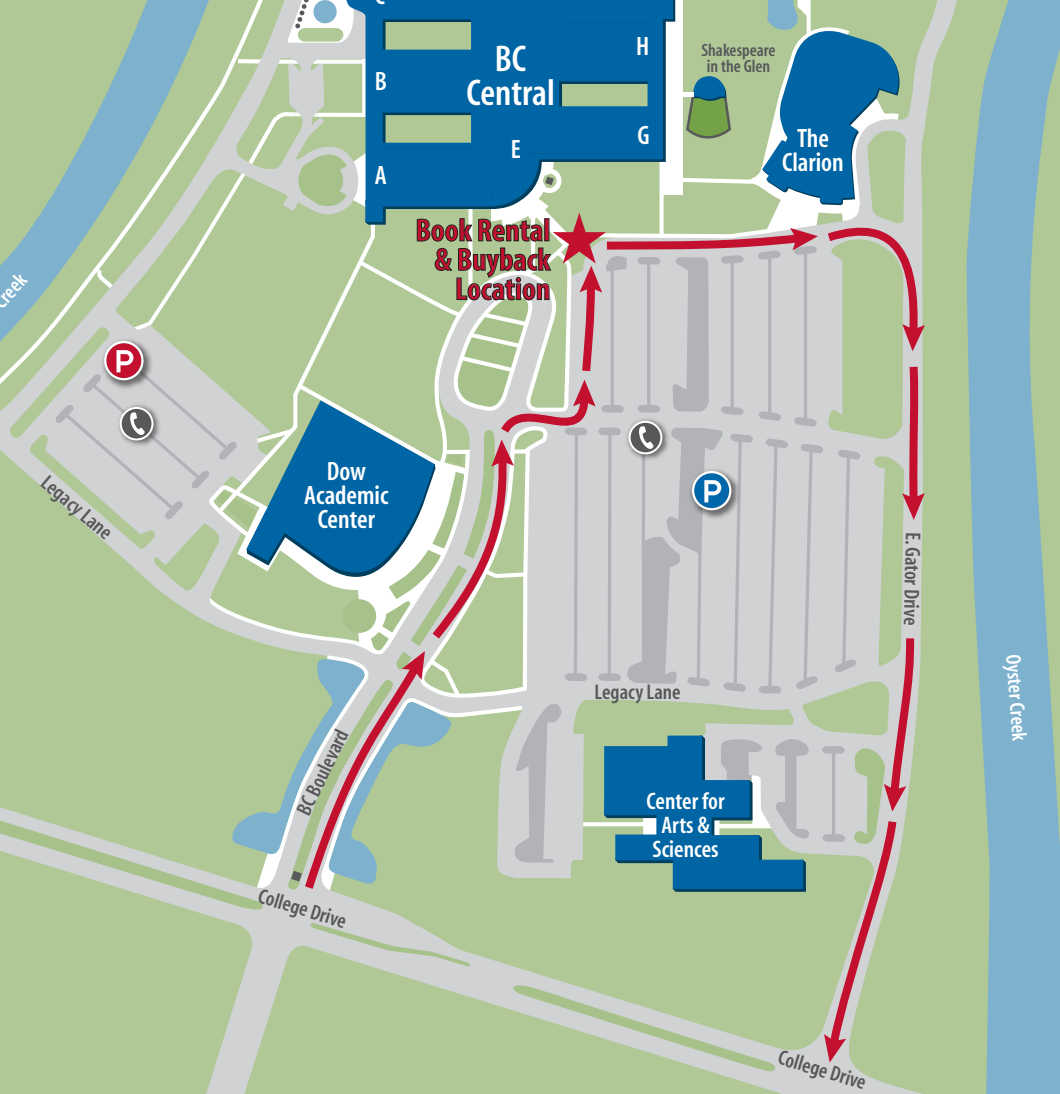 C
H
BC
Central
B
G
E
A
Shakespeare
in the Glen
The
Clarion
Book Rental
& Buyback
Location
Creek
P
Legacy Lane
Dow
Academic
Center
P
E. Gator Drive
Oyster Creek
Legacy Lane
BC Boulevard
Center for
Arts &
Sciences
College Drive
College Drive